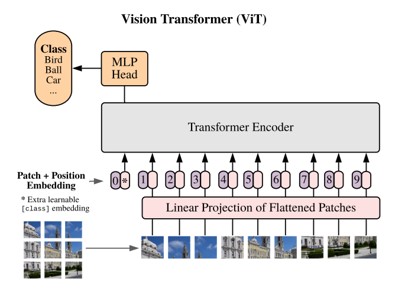 Vision Transformer (ViT)
Class
Bird
Ball
Car
...
MLP
Head
Transformer Encoder
Patch + Position
Embedding
* Extra learnable
[class] embedding
0 * 1 2 3 4 5 6 7 8 9
Linear Projection of Flattened Patches